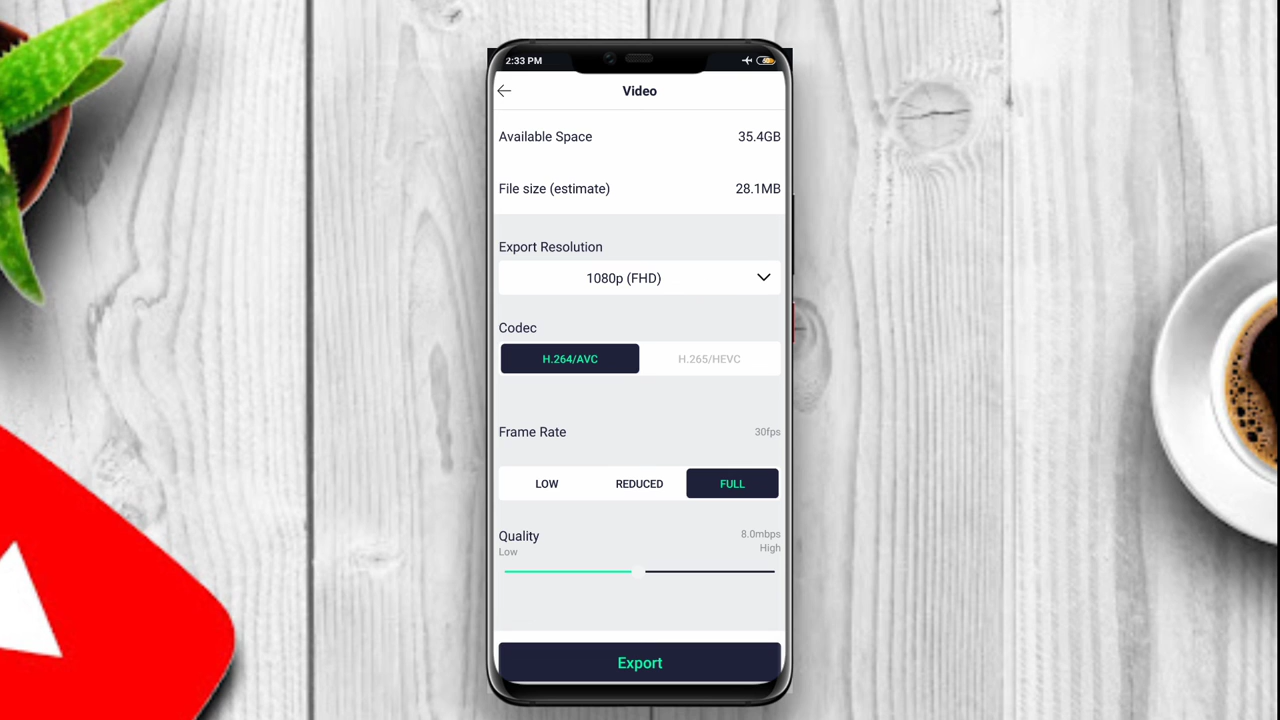 2:33 PM
Video
Available Space 35.4GB
File size (estimate) 28.1MB
Export Resolution
1080p (FHD)
Codec
H.264/AVC H.265/HEVC
Frame Rate 30fps
LOW REDUCED FULL
Quality 8.0mbps
Low High
Export